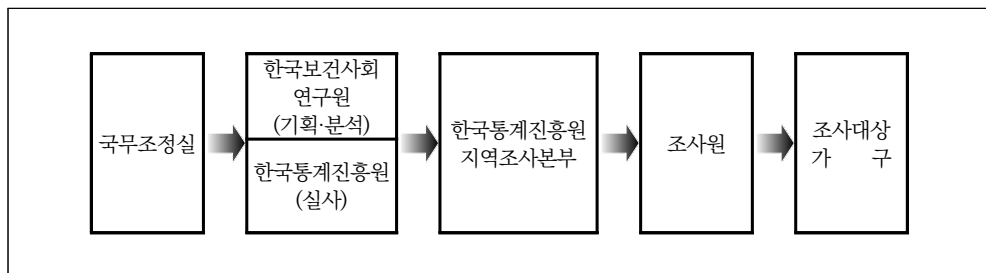 국무조정실
한국보건사회
연구원
(기획·분석)
한국통계진흥원
(실사)
한국통계진흥원
지역조사본부
조사원
조사대상
가 구